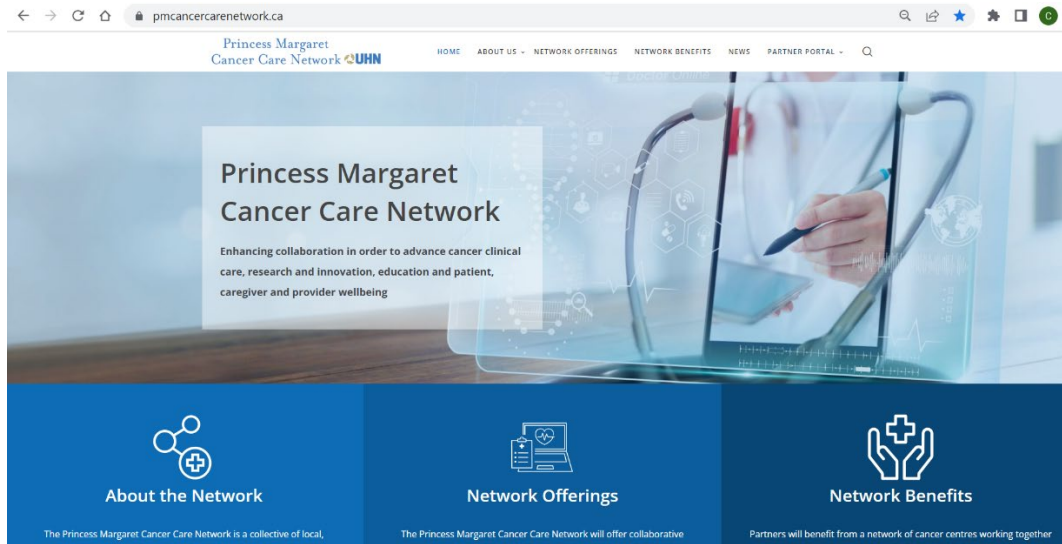 pmcancercarenetwork.ca
C
Princess Margaret
Cancer Care Network UHN
HOME ABOUT US NETWORK OFFERINGS NETWORK BENEFITS NEWS PARTNER PORTAL
Doctor Online
Princess Margaret
Cancer Care Network
Enhancing collaboration in order to advance cancer clinical
care, research and innovation, education and patient,
caregiver and provider wellbeing
About the Network
The Princess Margaret Cancer Care Network is a collective of local,
Network Offerings
The Princess Margaret Cancer Care Network will offer collaborative
Network Benefits
Partners will benefit from a network of cancer centres working together